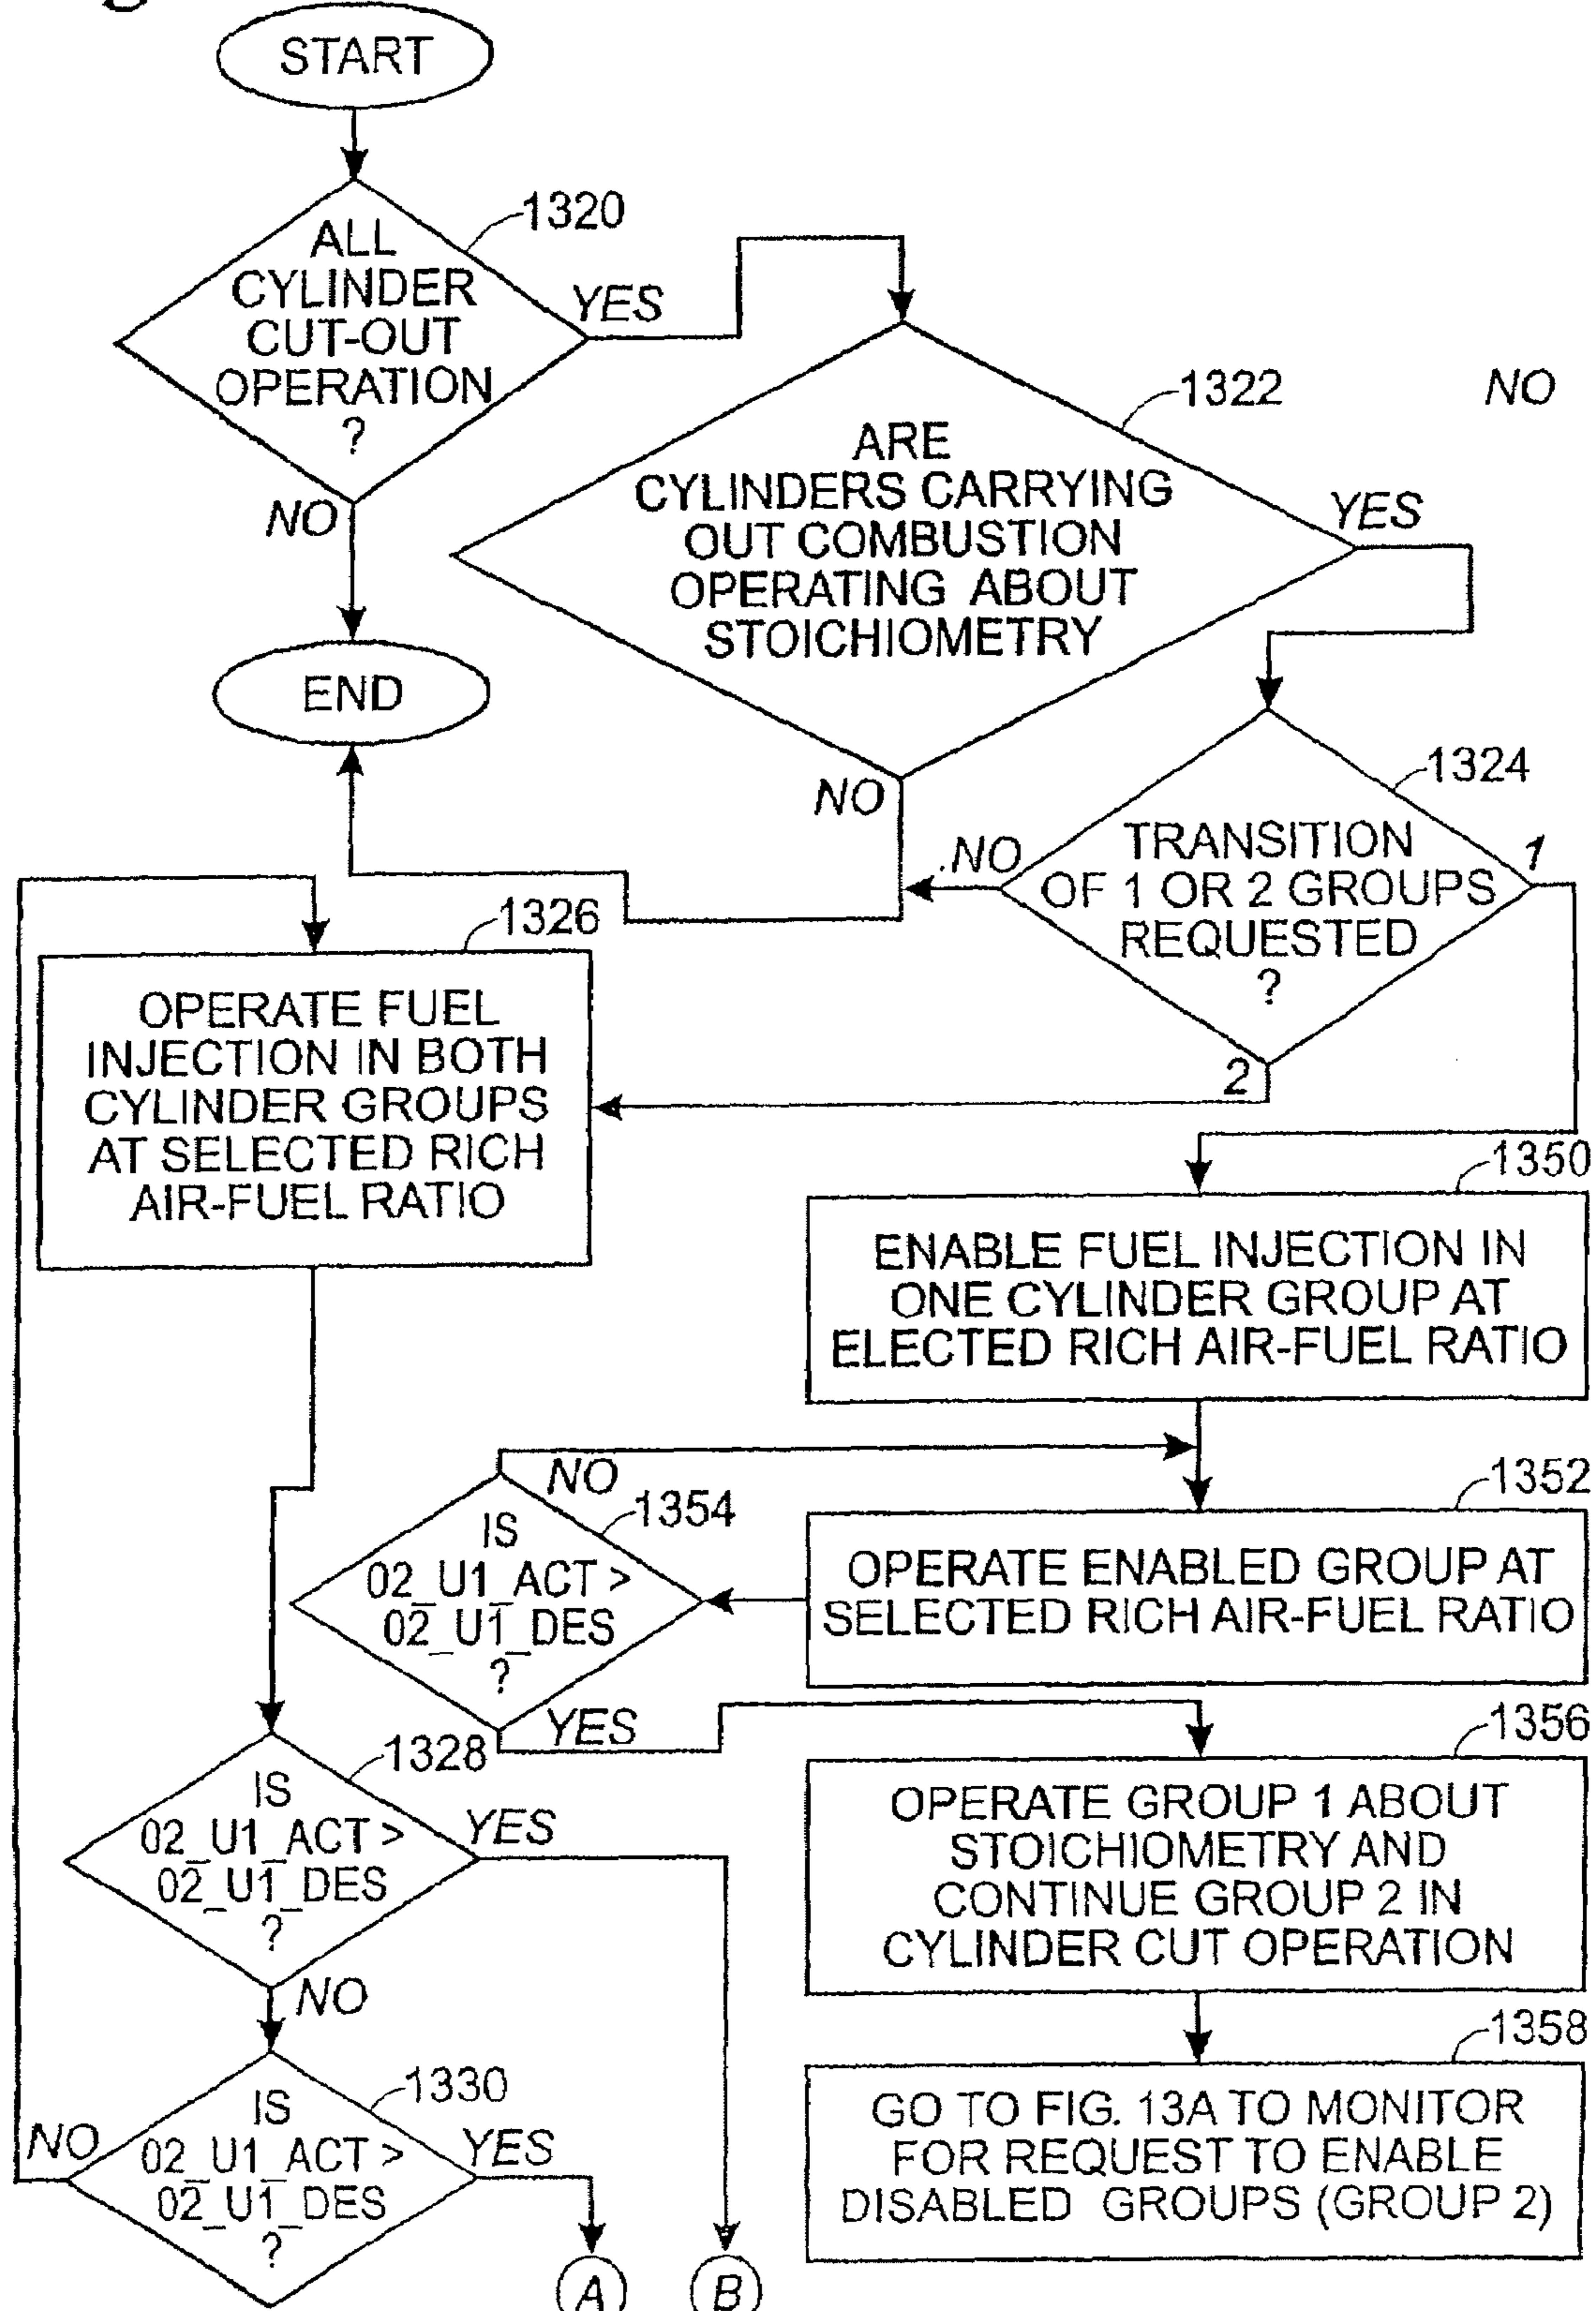 START
1320
ALL
CYLINDER
CUT-OUT
OPERATION
?
YES
NO
1322
NO
ARE
CYLINDERS CARRYING
OUT COMBUSTION
OPERATING ABOUT
STOICHIOMETRY
YES
NO
END
1324
TRANSITION
OF 1 OR 2 GROUPS
REQUESTED
?
.NO
1
2
1326
OPERATE FUEL
INJECTION IN BOTH
CYLINDER GROUPS
AT SELECTED RICH
AIR-FUEL RATIO
1350
ENABLE FUEL INJECTION IN
ONE CYLINDER GROUP AT
ELECTED RICH AIR-FUEL RATIO
1352
OPERATE ENABLED GROUP AT
SELECTED RICH AIR-FUEL RATIO
NO
1354
IS
02_U1_ACT >
02_U1_DES
?
YES
1356
OPERATE GROUP 1 ABOUT
STOICHIOMETRY AND
CONTINUE GROUP 2 IN
CYLINDER CUT OPERATION
1328
IS
02_U1_ACT >
02_U1_DES
?
YES
NO
1358
GO TO FIG. 13A TO MONITOR
FOR REQUEST TO ENABLE
DISABLED GROUPS (GROUP 2)
1330
IS
02_U1_ACT >
02_U1_DES
?
NO
YES
A
B